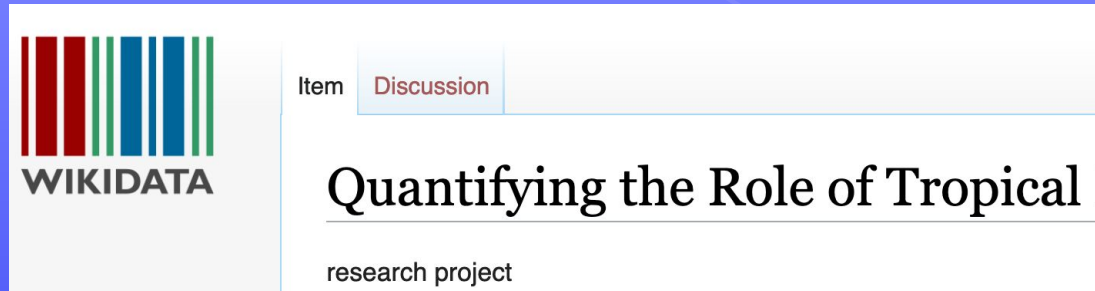 WIKIDATA
Item Discussion
Quantifying the Role of Tropical
research project